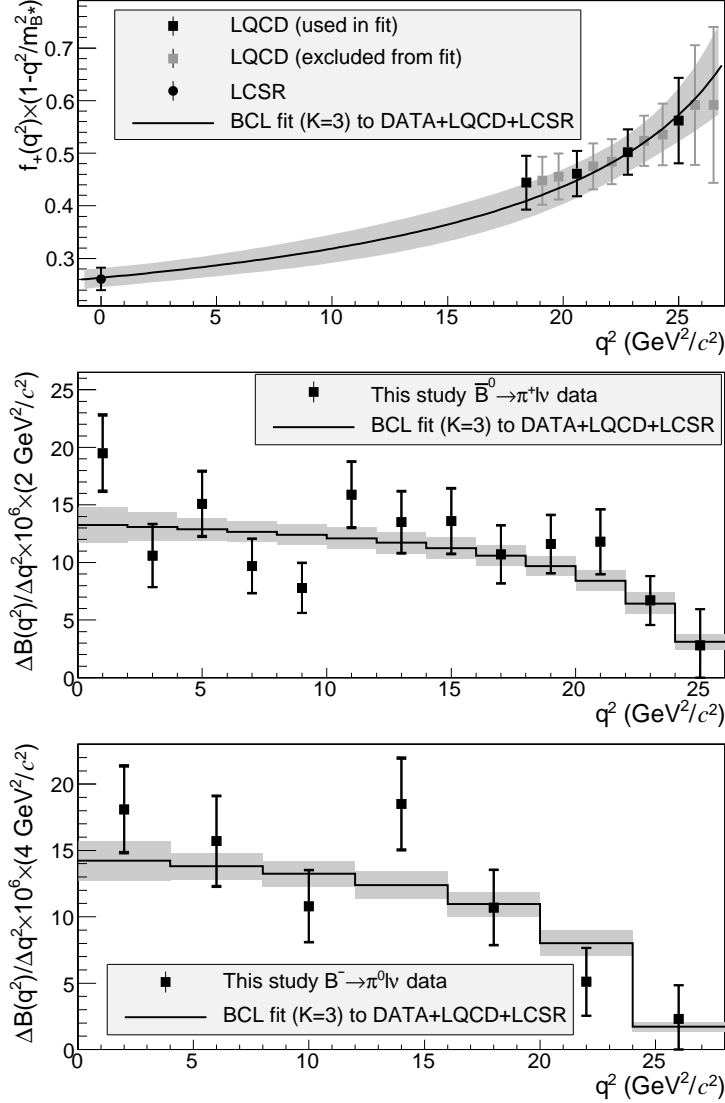 LQCD (used in fit)
LQCD (excluded from fit)
LCSR
BCL fit (K=3) to DATA+LQCD+LCSR
f₊(q²)×(1-q²/m²_B*)
0.7
0.6
0.5
0.4
0.3
0 5 10 15 20 25
q² (GeV²/c²)
This study B̅⁰→π⁺lν data
BCL fit (K=3) to DATA+LQCD+LCSR
ΔB(q²)/Δq²×10⁶×(2 GeV²/c²)
25
20
15
10
5
0
0 5 10 15 20 25
q² (GeV²/c²)
ΔB(q²)/Δq²×10⁶×(4 GeV²/c²)
20
15
10
5
0
This study B⁻→π⁰lν data
BCL fit (K=3) to DATA+LQCD+LCSR
0 5 10 15 20 25
q² (GeV²/c²)